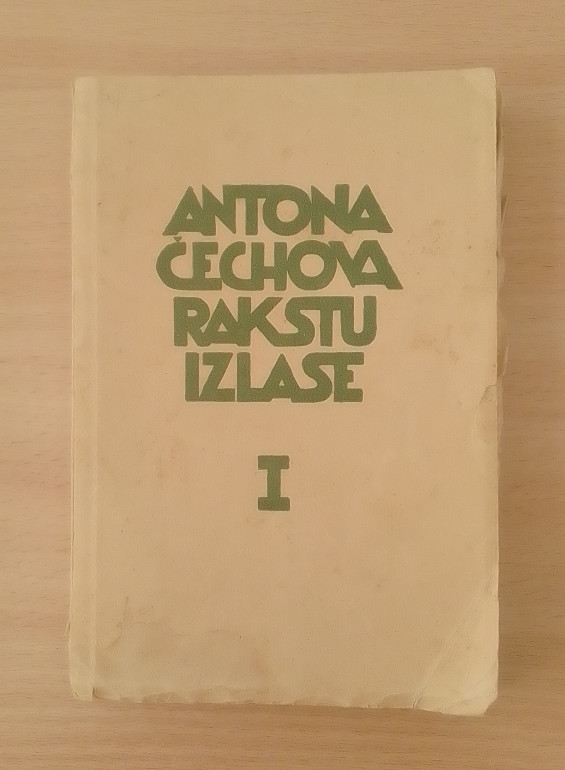 ANTONA
ČECHOVA
RAKSTU
IZLASE
I